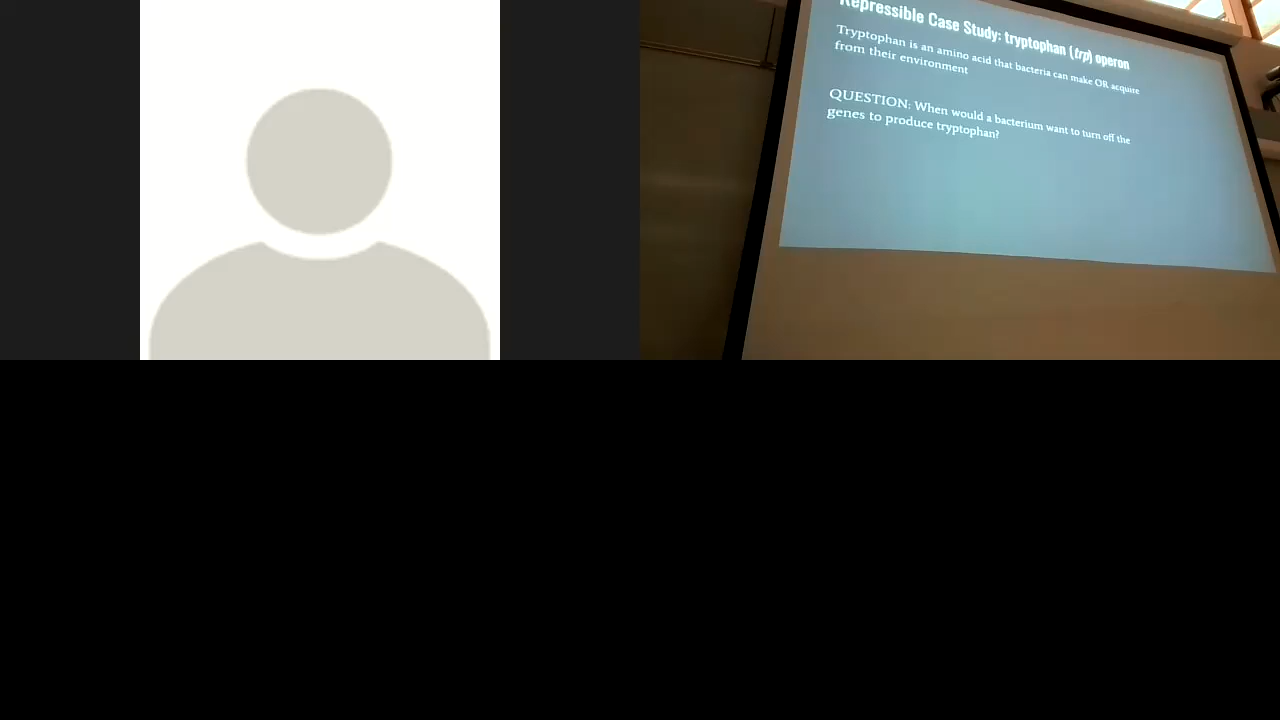 Repressible Case Study: tryptophan (trp) operon
Tryptophan is an amino acid that bacteria can make OR acquire
from their environment
QUESTION: When would a bacterium want to turn off the
genes to produce tryptophan?